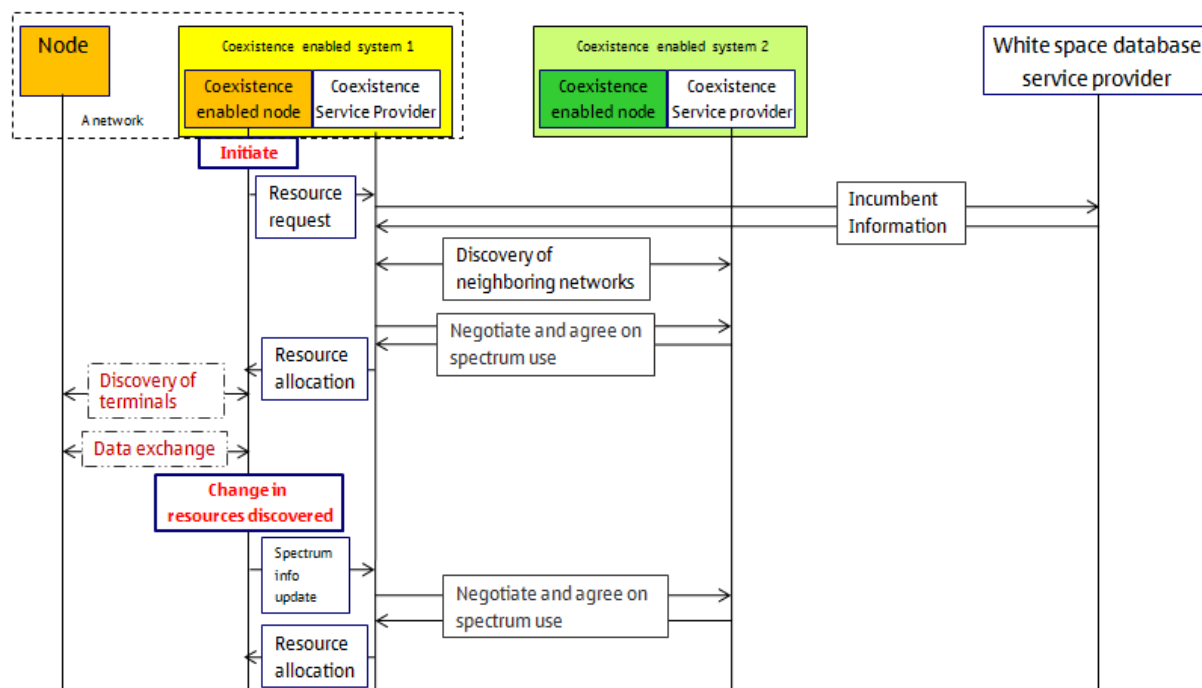 Node
A network
Coexistence enabled system 1
Coexistence
enabled node
Coexistence
Service Provider
Coexistence enabled system 2
Coexistence
enabled node
Coexistence
Service provider
White space database
service provider
Initiate
Resource
request
Incumbent
Information
Discovery of
neighboring networks
Negotiate and agree on
spectrum use
Resource
allocation
Discovery of
terminals
Data exchange
Change in
resources discovered
Spectrum
info
update
Negotiate and agree on
spectrum use
Resource
allocation